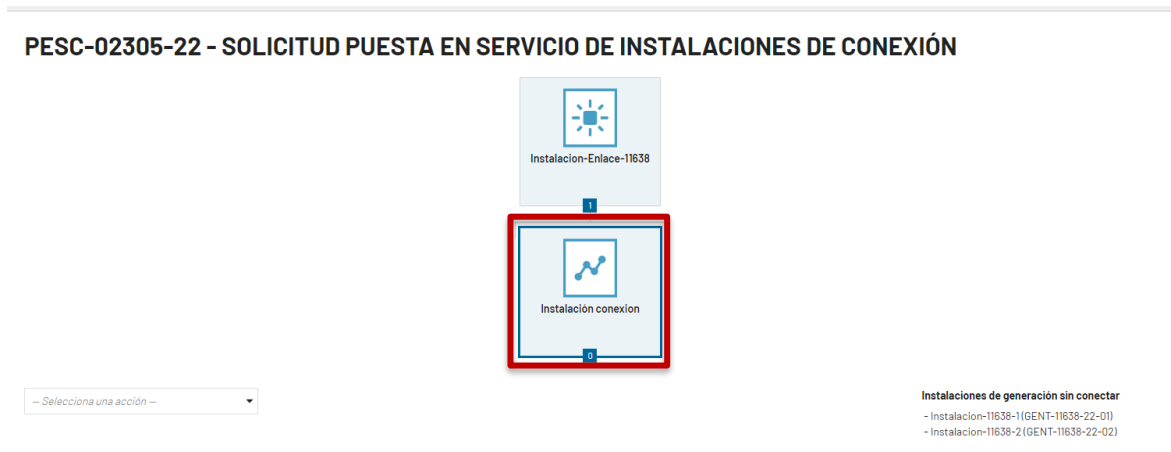 PESC-02305-22 - SOLICITUD PUESTA EN SERVICIO DE INSTALACIONES DE CONEXIÓN
Instalacion-Enlace-11638
1
Instalación conexion
0
— Selecciona una acción —
Instalaciones de generación sin conectar
- Instalacion-11638-1 (GENT-11638-22-01)
- Instalacion-11638-2 (GENT-11638-22-02)